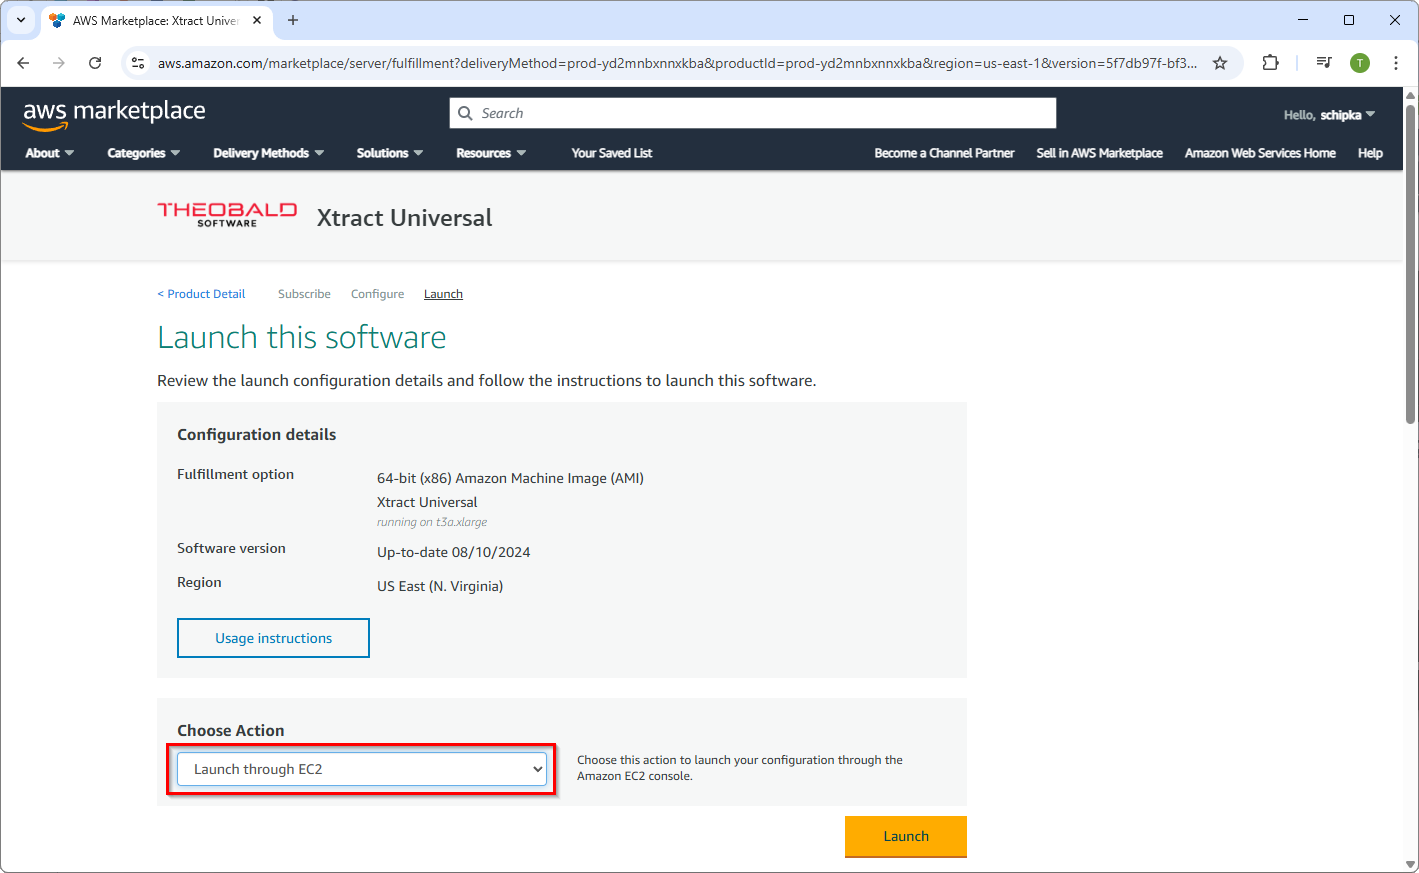 AWS Marketplace: Xtract Univer
aws.amazon.com/marketplace/server/fulfillment?deliveryMethod=prod-yd2mnbxnnxkba&productId=prod-yd2mnbxnnxkba&region=us-east-1&version=5f7db97f-bf3...
T
aws marketplace
Search
Hello, schipka
About Categories Delivery Methods Solutions Resources Your Saved List Become a Channel Partner Sell in AWS Marketplace Amazon Web Services Home Help
THEOBALD
SOFTWARE
Xtract Universal
< Product Detail Subscribe Configure Launch
Launch this software
Review the launch configuration details and follow the instructions to launch this software.
Configuration details
Fulfillment option
64-bit (x86) Amazon Machine Image (AMI)
Xtract Universal
running on t3a.xlarge
Software version
Up-to-date 08/10/2024
Region
US East (N. Virginia)
Usage instructions
Choose Action
Launch through EC2
Choose this action to launch your configuration through the
Amazon EC2 console.
Launch